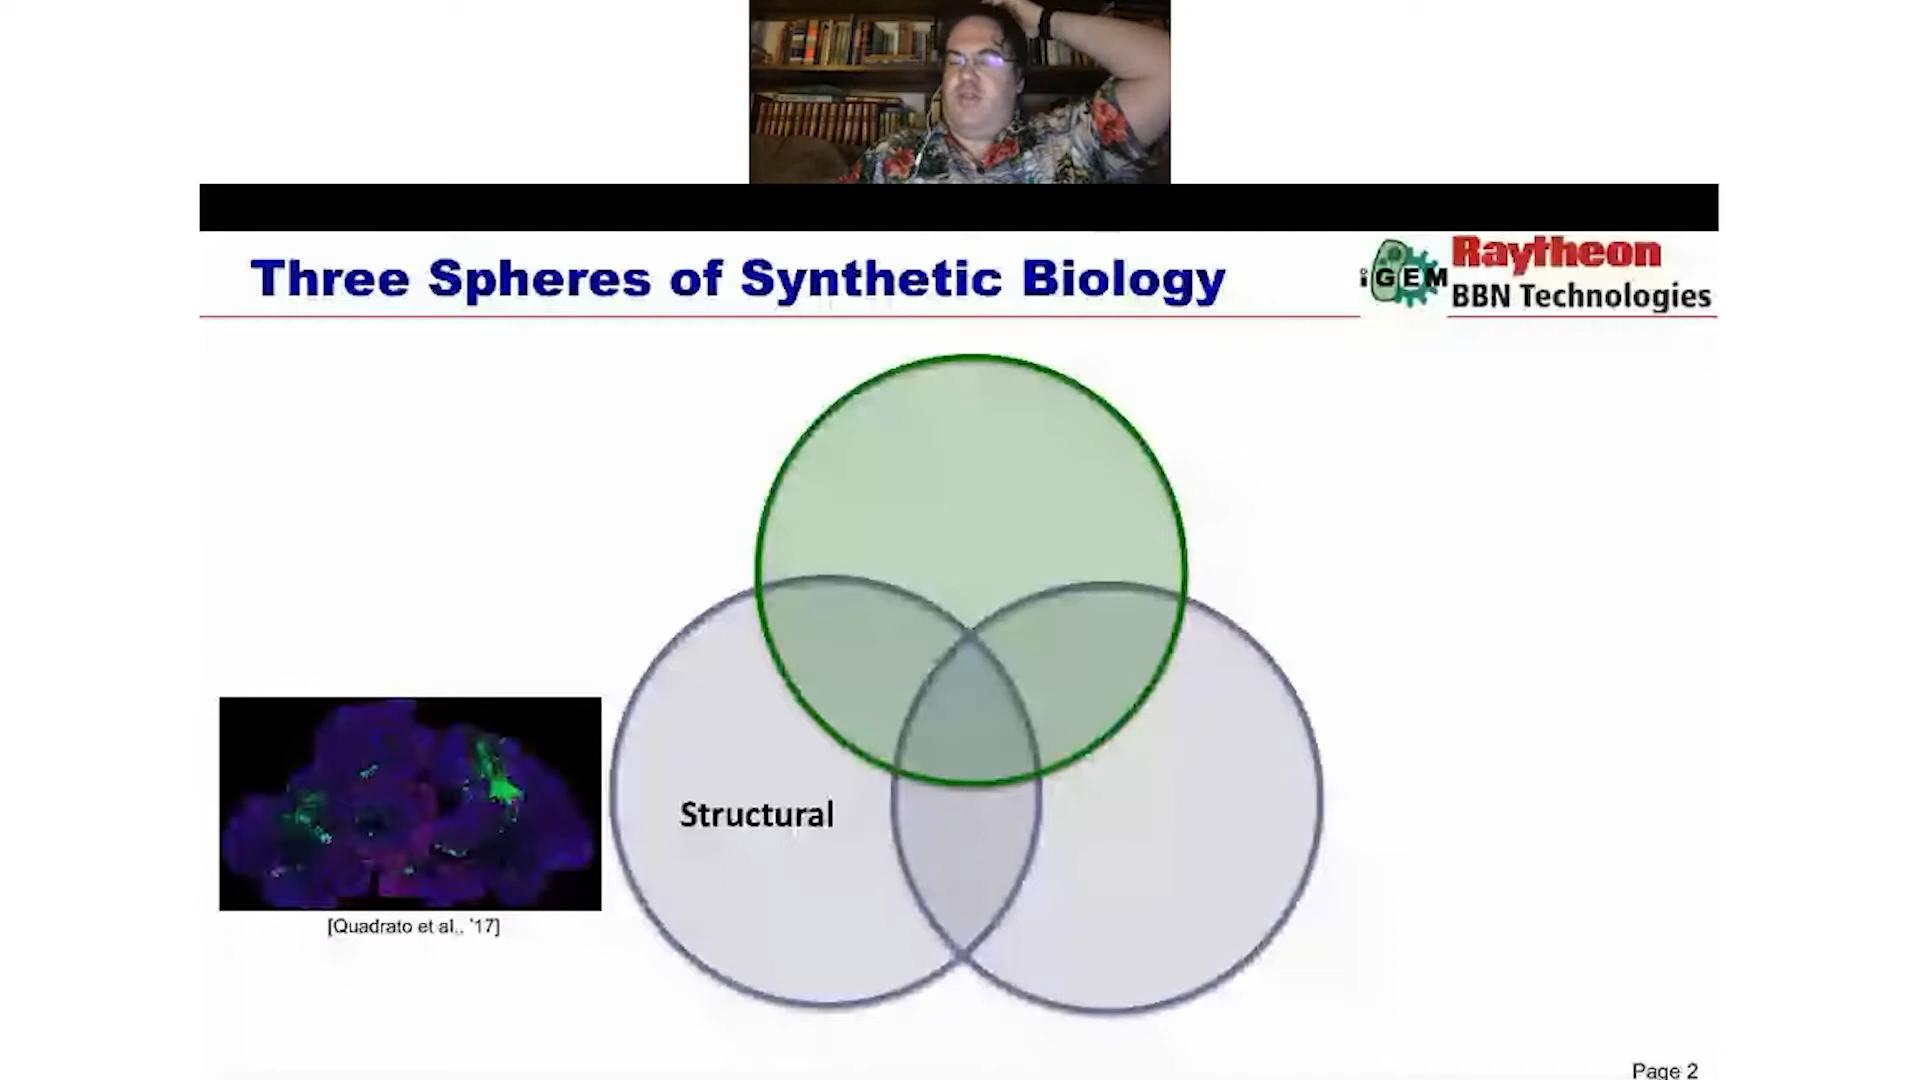 Three Spheres of Synthetic Biology
iGEM
Raytheon
BBN Technologies
Structural
[Quadrato et al., '17]
Page 2